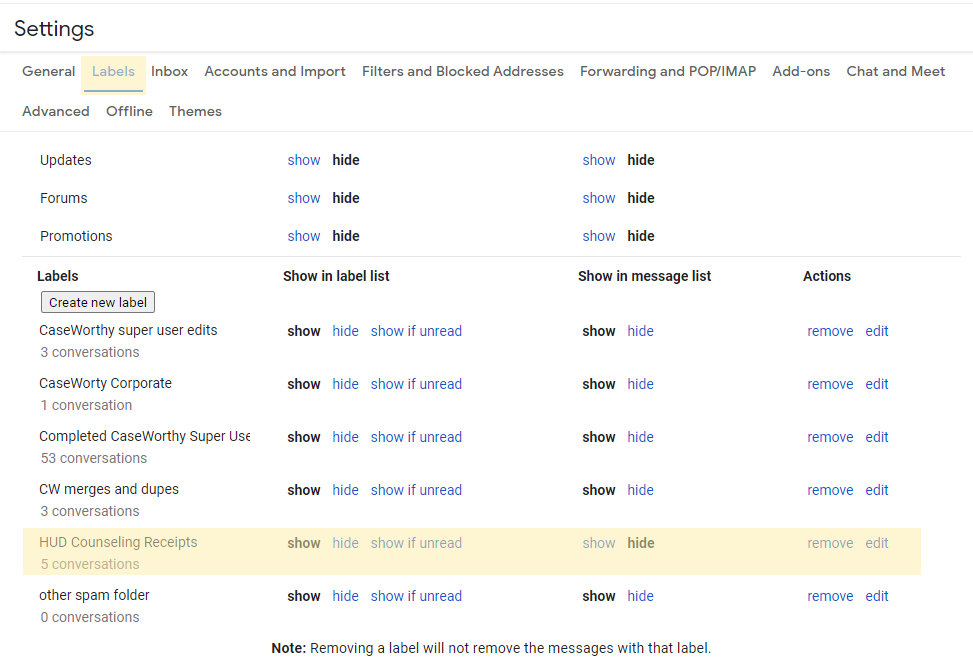 Settings
General Labels Inbox Accounts and Import Filters and Blocked Addresses Forwarding and POP/IMAP Add-ons Chat and Meet
Advanced Offline Themes
Updates show hide show hide
Forums show hide show hide
Promotions show hide show hide
Labels Show in label list Show in message list Actions
Create new label
CaseWorthy super user edits show hide show if unread show hide remove edit
3 conversations
CaseWorty Corporate show hide show if unread show hide remove edit
1 conversation
Completed CaseWorthy Super Use show hide show if unread show hide remove edit
53 conversations
CW merges and dupes show hide show if unread show hide remove edit
3 conversations
HUD Counseling Receipts show hide show if unread show hide remove edit
5 conversations
other spam folder show hide show if unread show hide remove edit
0 conversations
Note: Removing a label will not remove the messages with that label.